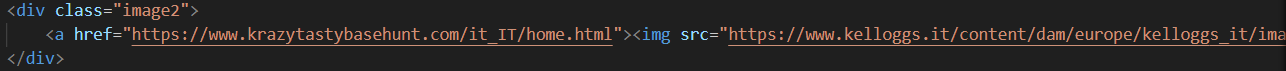 <div class="image2">
<a href="https://www.krazytastybasehunt.com/it_IT/home.html"><img src="https://www.kelloggs.it/content/dam/europe/kelloggs_it/ima
</div>